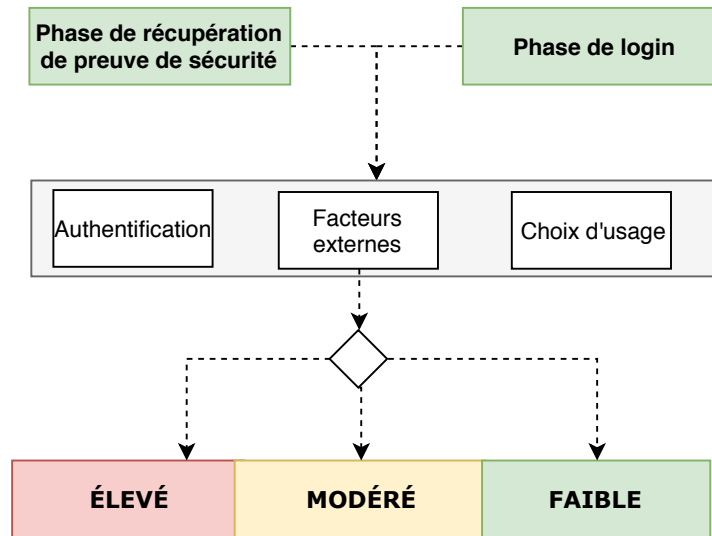 Phase de récupération
de preuve de sécurité
Phase de login
Authentification
Facteurs
externes
Choix d'usage
ÉLEVÉ
MODÉRÉ
FAIBLE